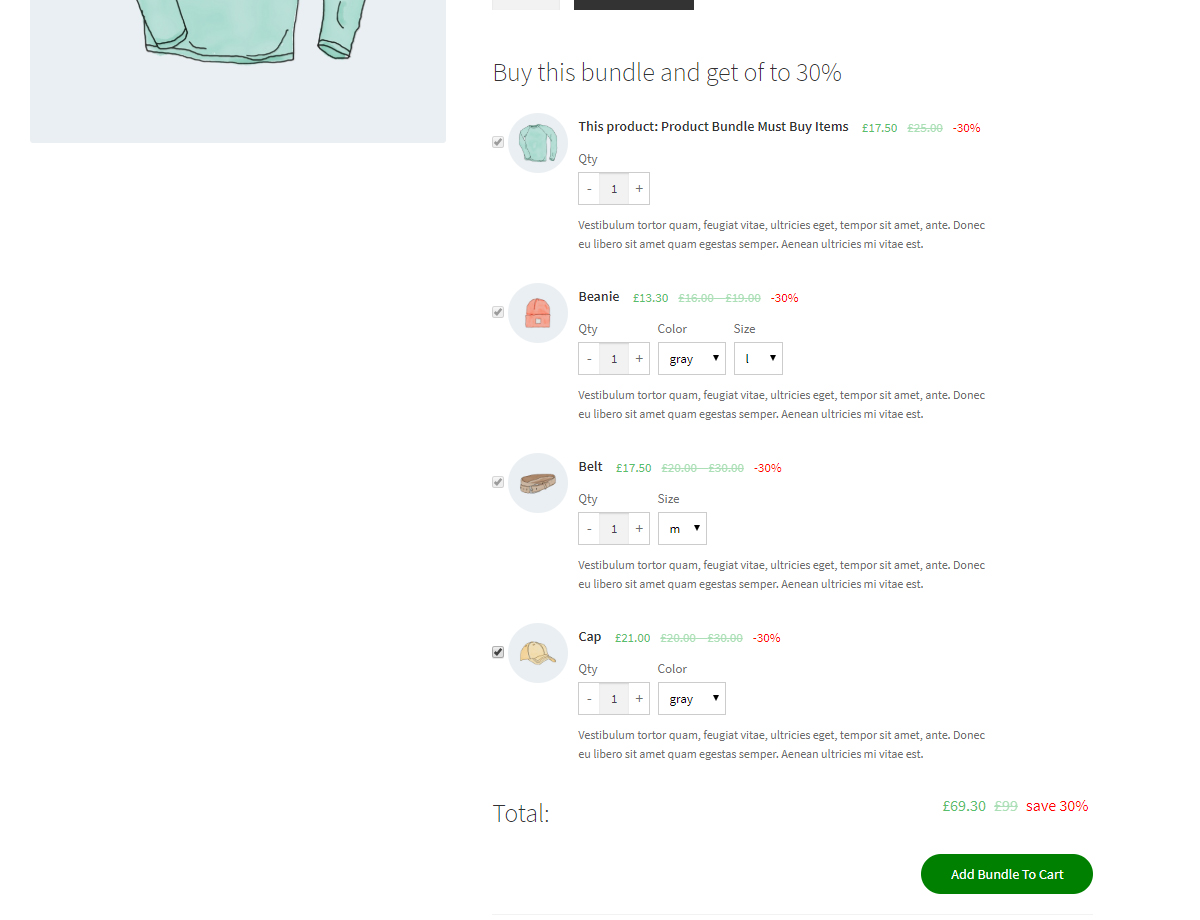 Buy this bundle and get of to 30%
This product: Product Bundle Must Buy Items £17.50 £25.00 -30%
Qty
- 1 +
Vestibulum tortor quam, feugiat vitae, ultricies eget, tempor sit amet, ante. Donec
eu libero sit amet quam egestas semper. Aenean ultricies mi vitae est.
Beanie £13.30 £16.00 - £19.00 -30%
Qty Color Size
- 1 + gray l
Vestibulum tortor quam, feugiat vitae, ultricies eget, tempor sit amet, ante. Donec
eu libero sit amet quam egestas semper. Aenean ultricies mi vitae est.
Belt £17.50 £20.00 - £30.00 -30%
Qty Size
- 1 + m
Vestibulum tortor quam, feugiat vitae, ultricies eget, tempor sit amet, ante. Donec
eu libero sit amet quam egestas semper. Aenean ultricies mi vitae est.
Cap £21.00 £20.00 - £30.00 -30%
Qty Color
- 1 + gray
Vestibulum tortor quam, feugiat vitae, ultricies eget, tempor sit amet, ante. Donec
eu libero sit amet quam egestas semper. Aenean ultricies mi vitae est.
Total: £69.30 £99 save 30%
Add Bundle To Cart